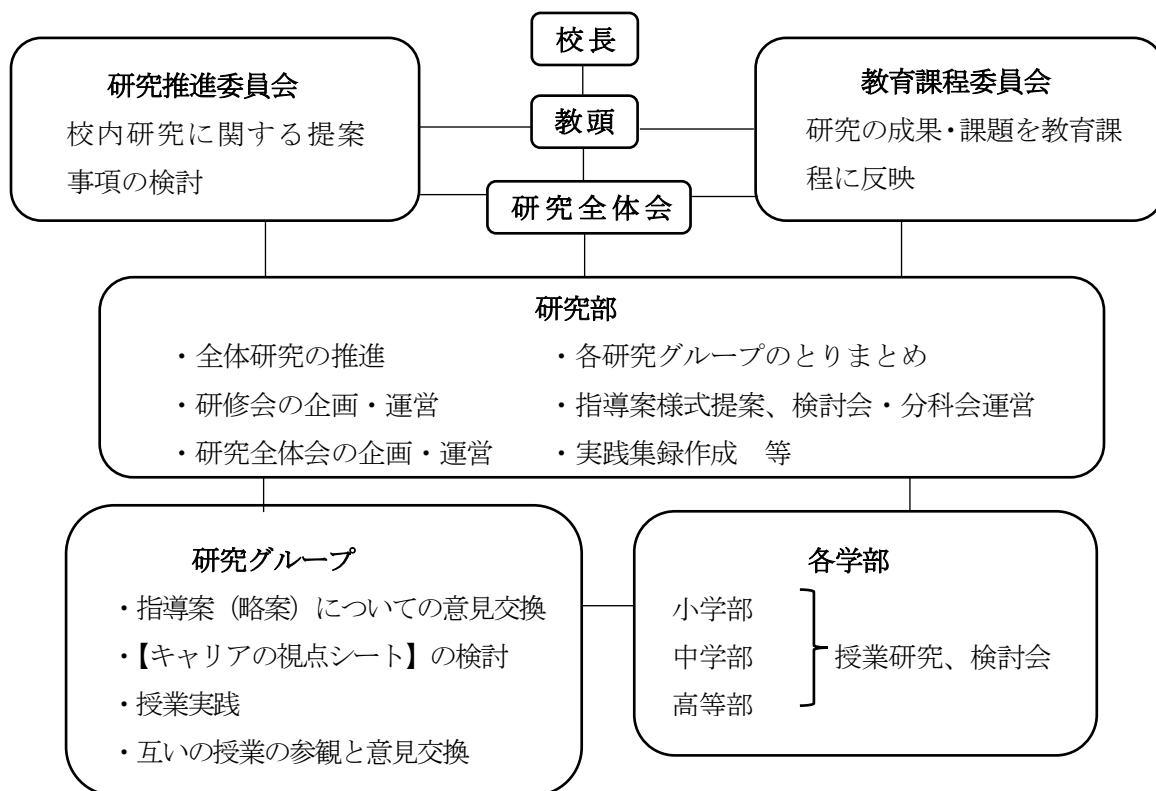 校長
研究推進委員会
校内研究に関する提案
事項の検討
教頭
研究全体会
教育課程委員会
研究の成果・課題を教育課
程に反映
研究部
・全体研究の推進
・研修会の企画・運営
・研究全体会の企画・運営
・各研究グループのとりまとめ
・指導案様式提案、検討会・分科会運営
・実践集録作成　等
研究グループ
・指導案（略案）についての意見交換
・【キャリアの視点シート】の検討
・授業実践
・互いの授業の参観と意見交換
各学部
小学部
中学部
高等部
授業研究、検討会